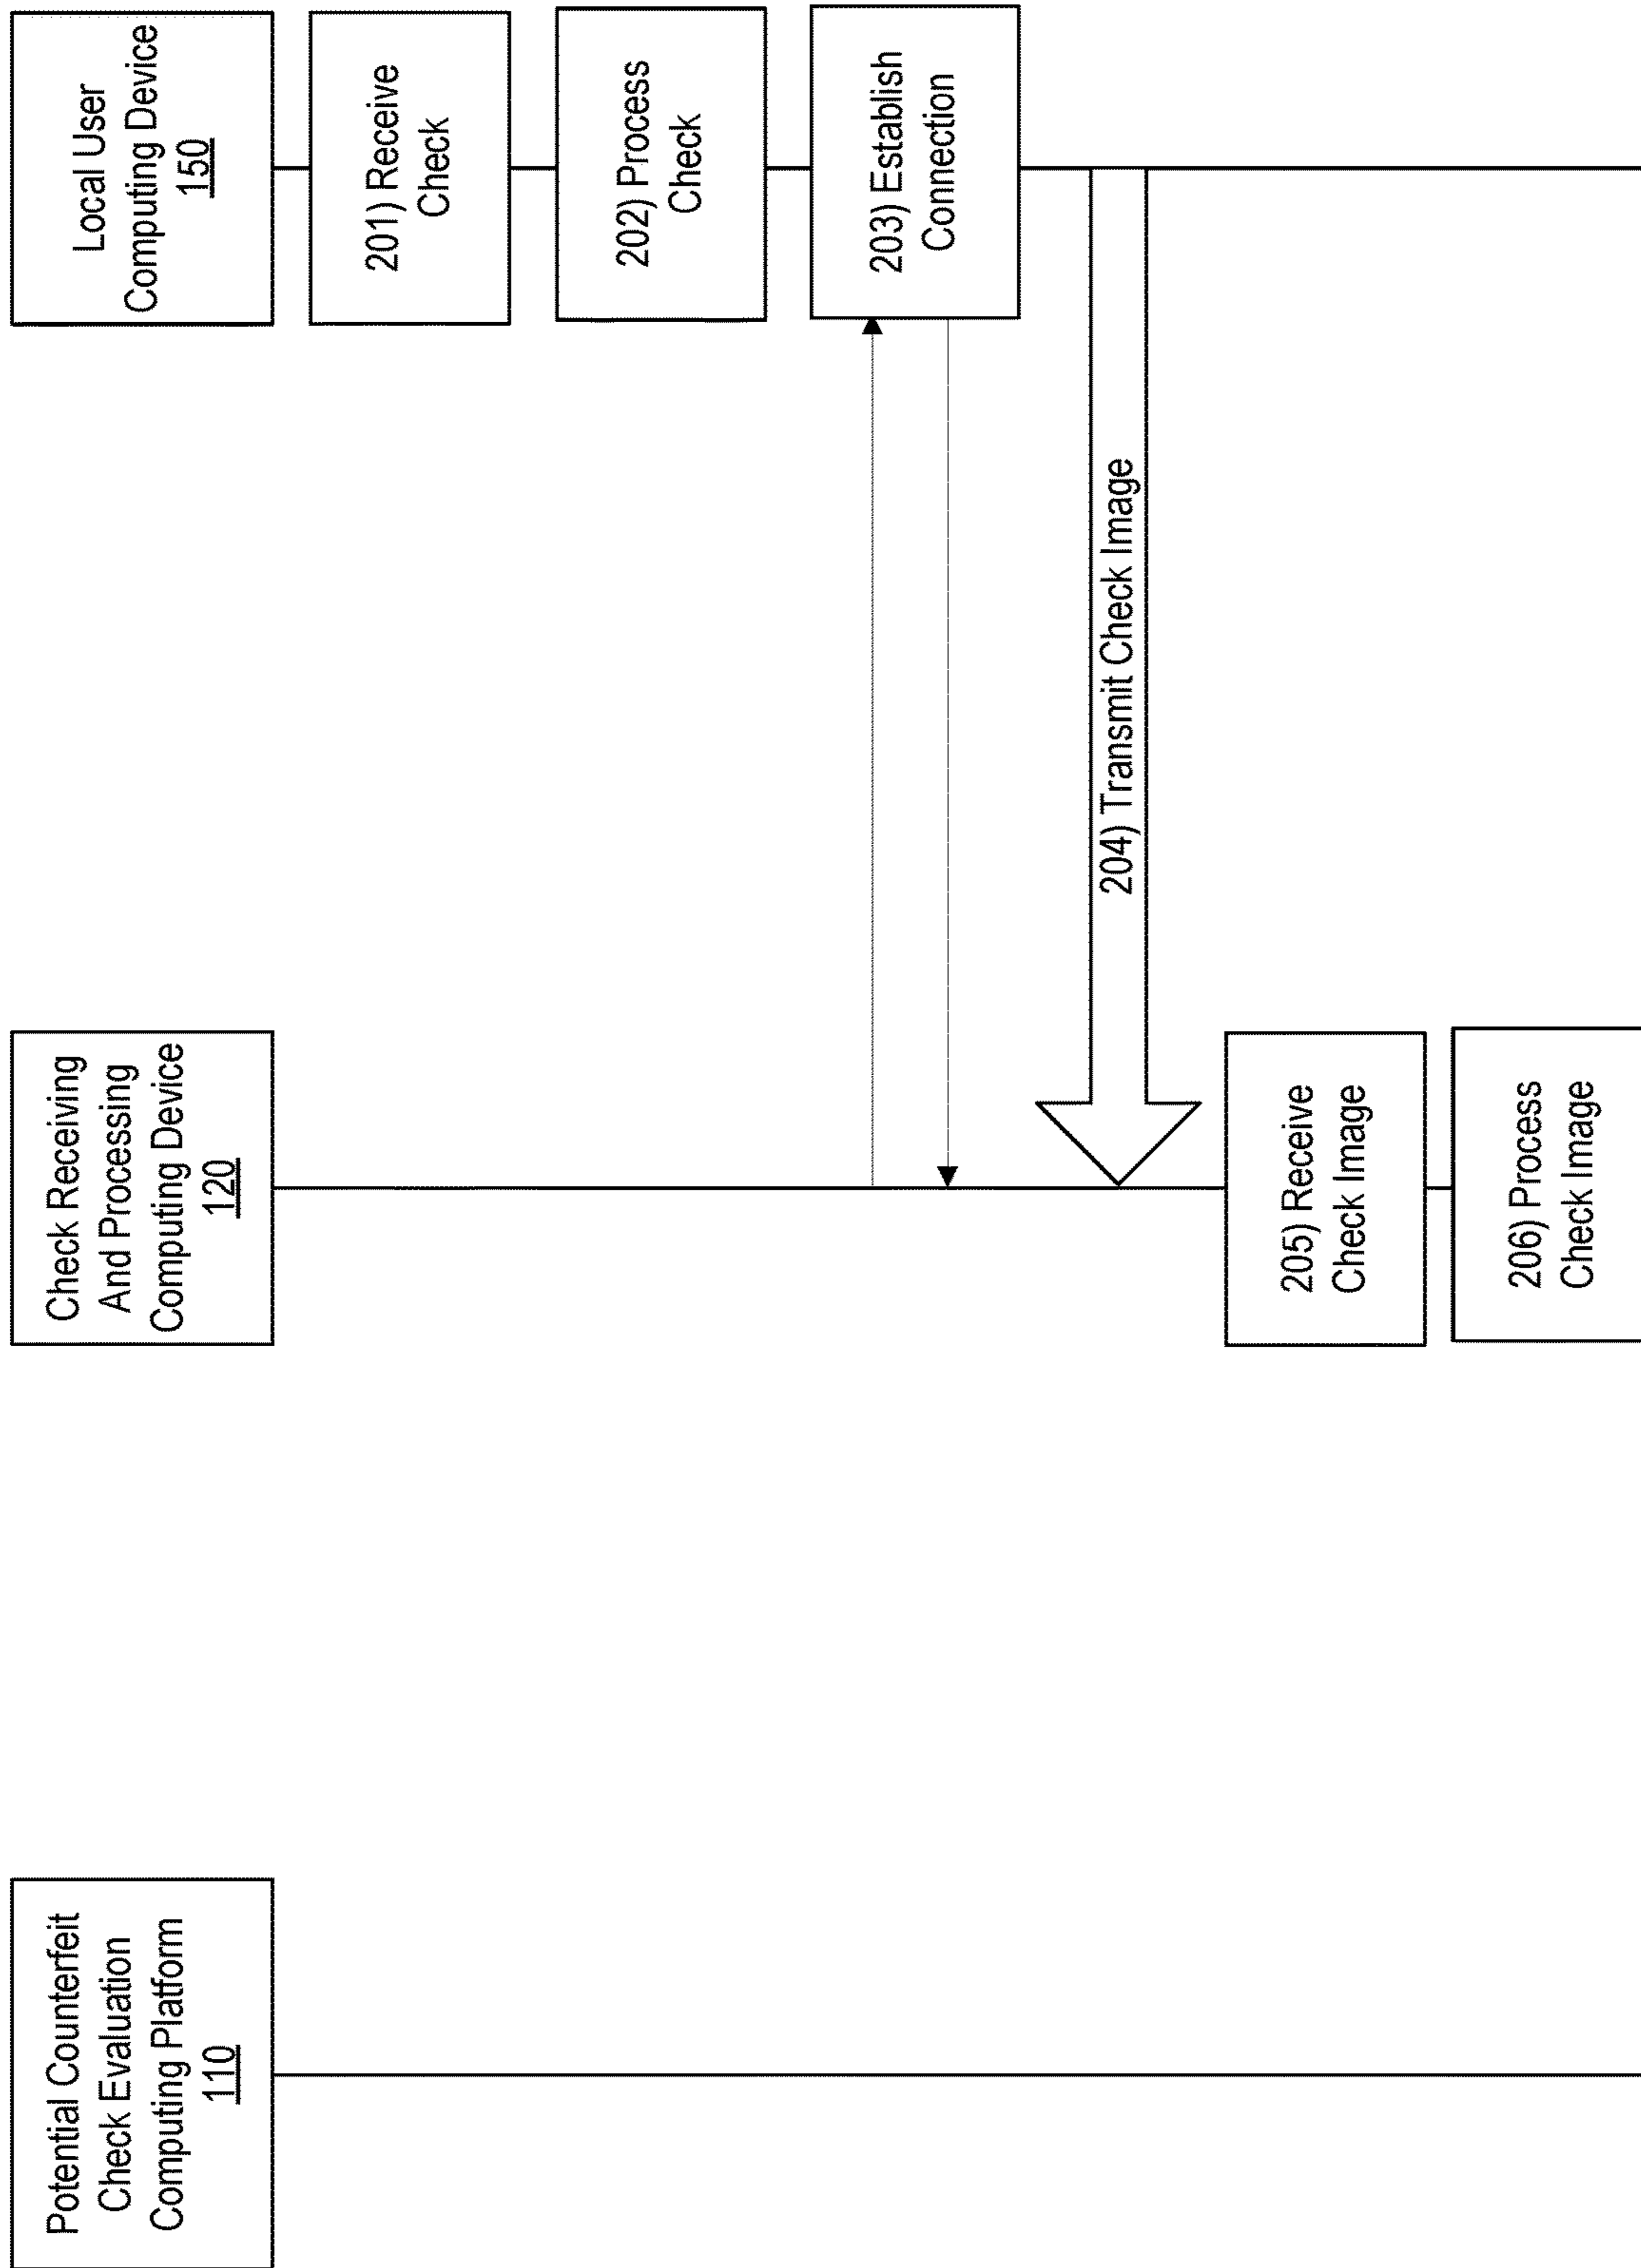 Potential Counterfeit
Check Evaluation
Computing Platform
110
Check Receiving
And Processing
Computing Device
120
Local User
Computing Device
150
201) Receive
Check
202) Process
Check
203) Establish
Connection
204) Transmit Check Image
205) Receive
Check Image
206) Process
Check Image